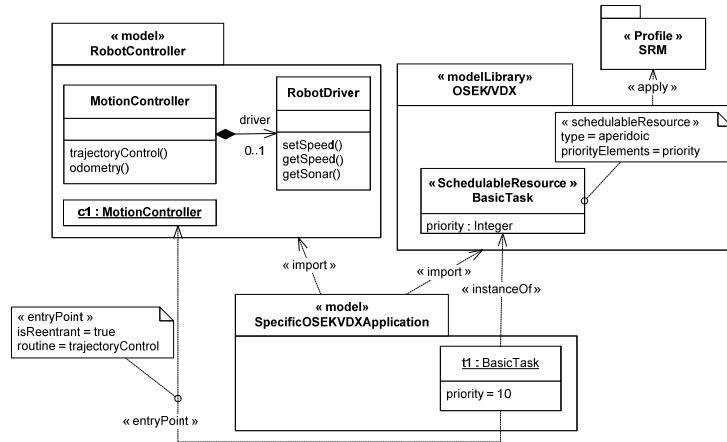 « model»
RobotController
MotionController
trajectoryControl()
odometry()
driver
0..1
RobotDriver
setSpeed()
getSpeed()
getSonar()
c1 : MotionController
« Profile »
SRM
« apply »
« modelLibrary»
OSEK/VDX
« schedulableResource »
type = aperidoic
priorityElements = priority
« SchedulableResource »
BasicTask
priority : Integer
« import »
« import »
« instanceOf »
« model»
SpecificOSEKVDXApplication
t1 : BasicTask
priority = 10
« entryPoint »
isReentrant = true
routine = trajectoryControl
« entryPoint »